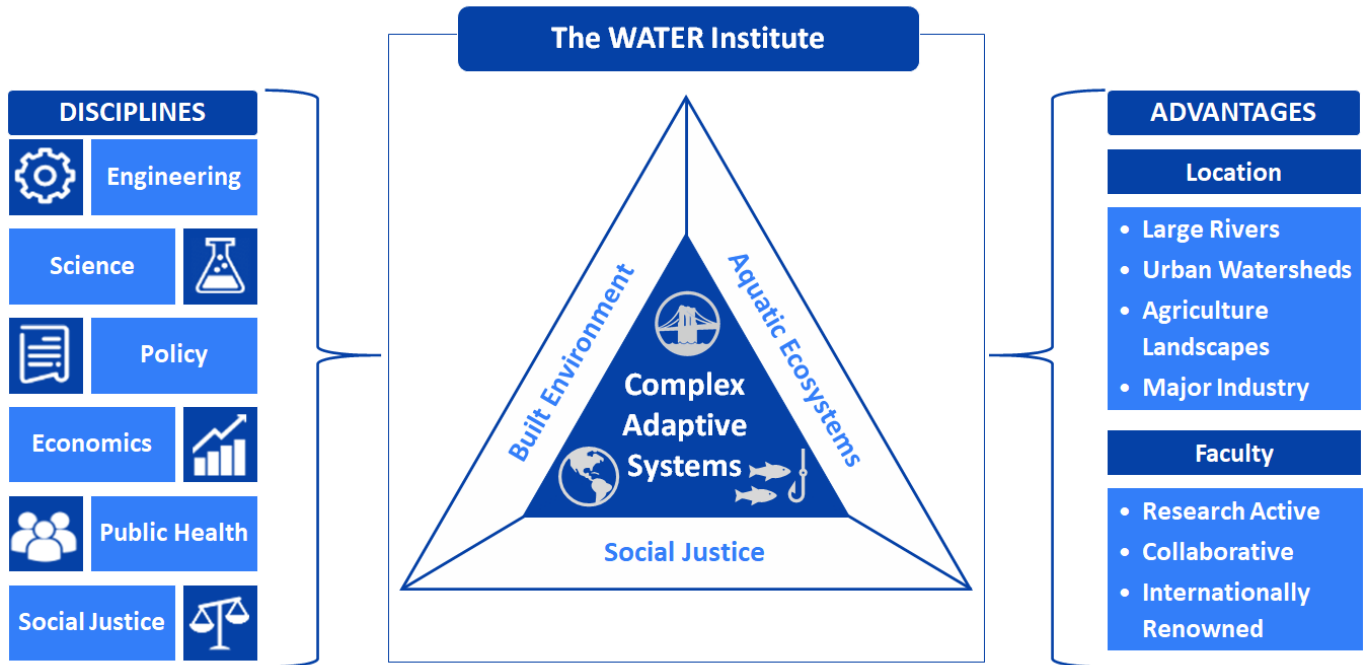 The WATER Institute
DISCIPLINES
Engineering
Science
Policy
Economics
Public Health
Social Justice
Built Environment
Aquatic Ecosystems
Complex
Adaptive
Systems
Social Justice
ADVANTAGES
Location
• Large Rivers
• Urban Watersheds
• Agriculture
Landscapes
• Major Industry
Faculty
• Research Active
• Collaborative
• Internationally
Renowned